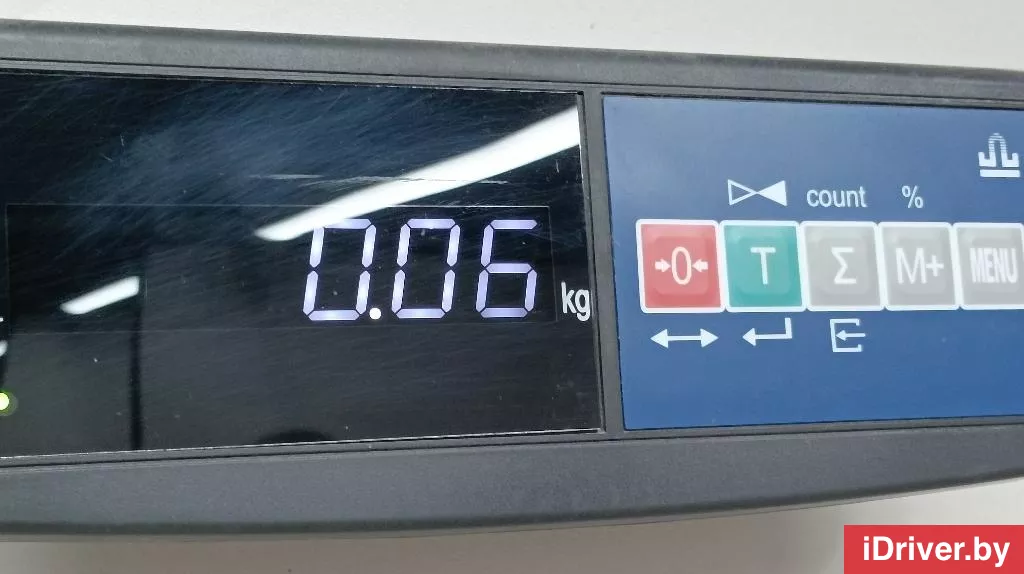 count %
0.06 kg
→0← T Σ M+ MENU
iDriver.by